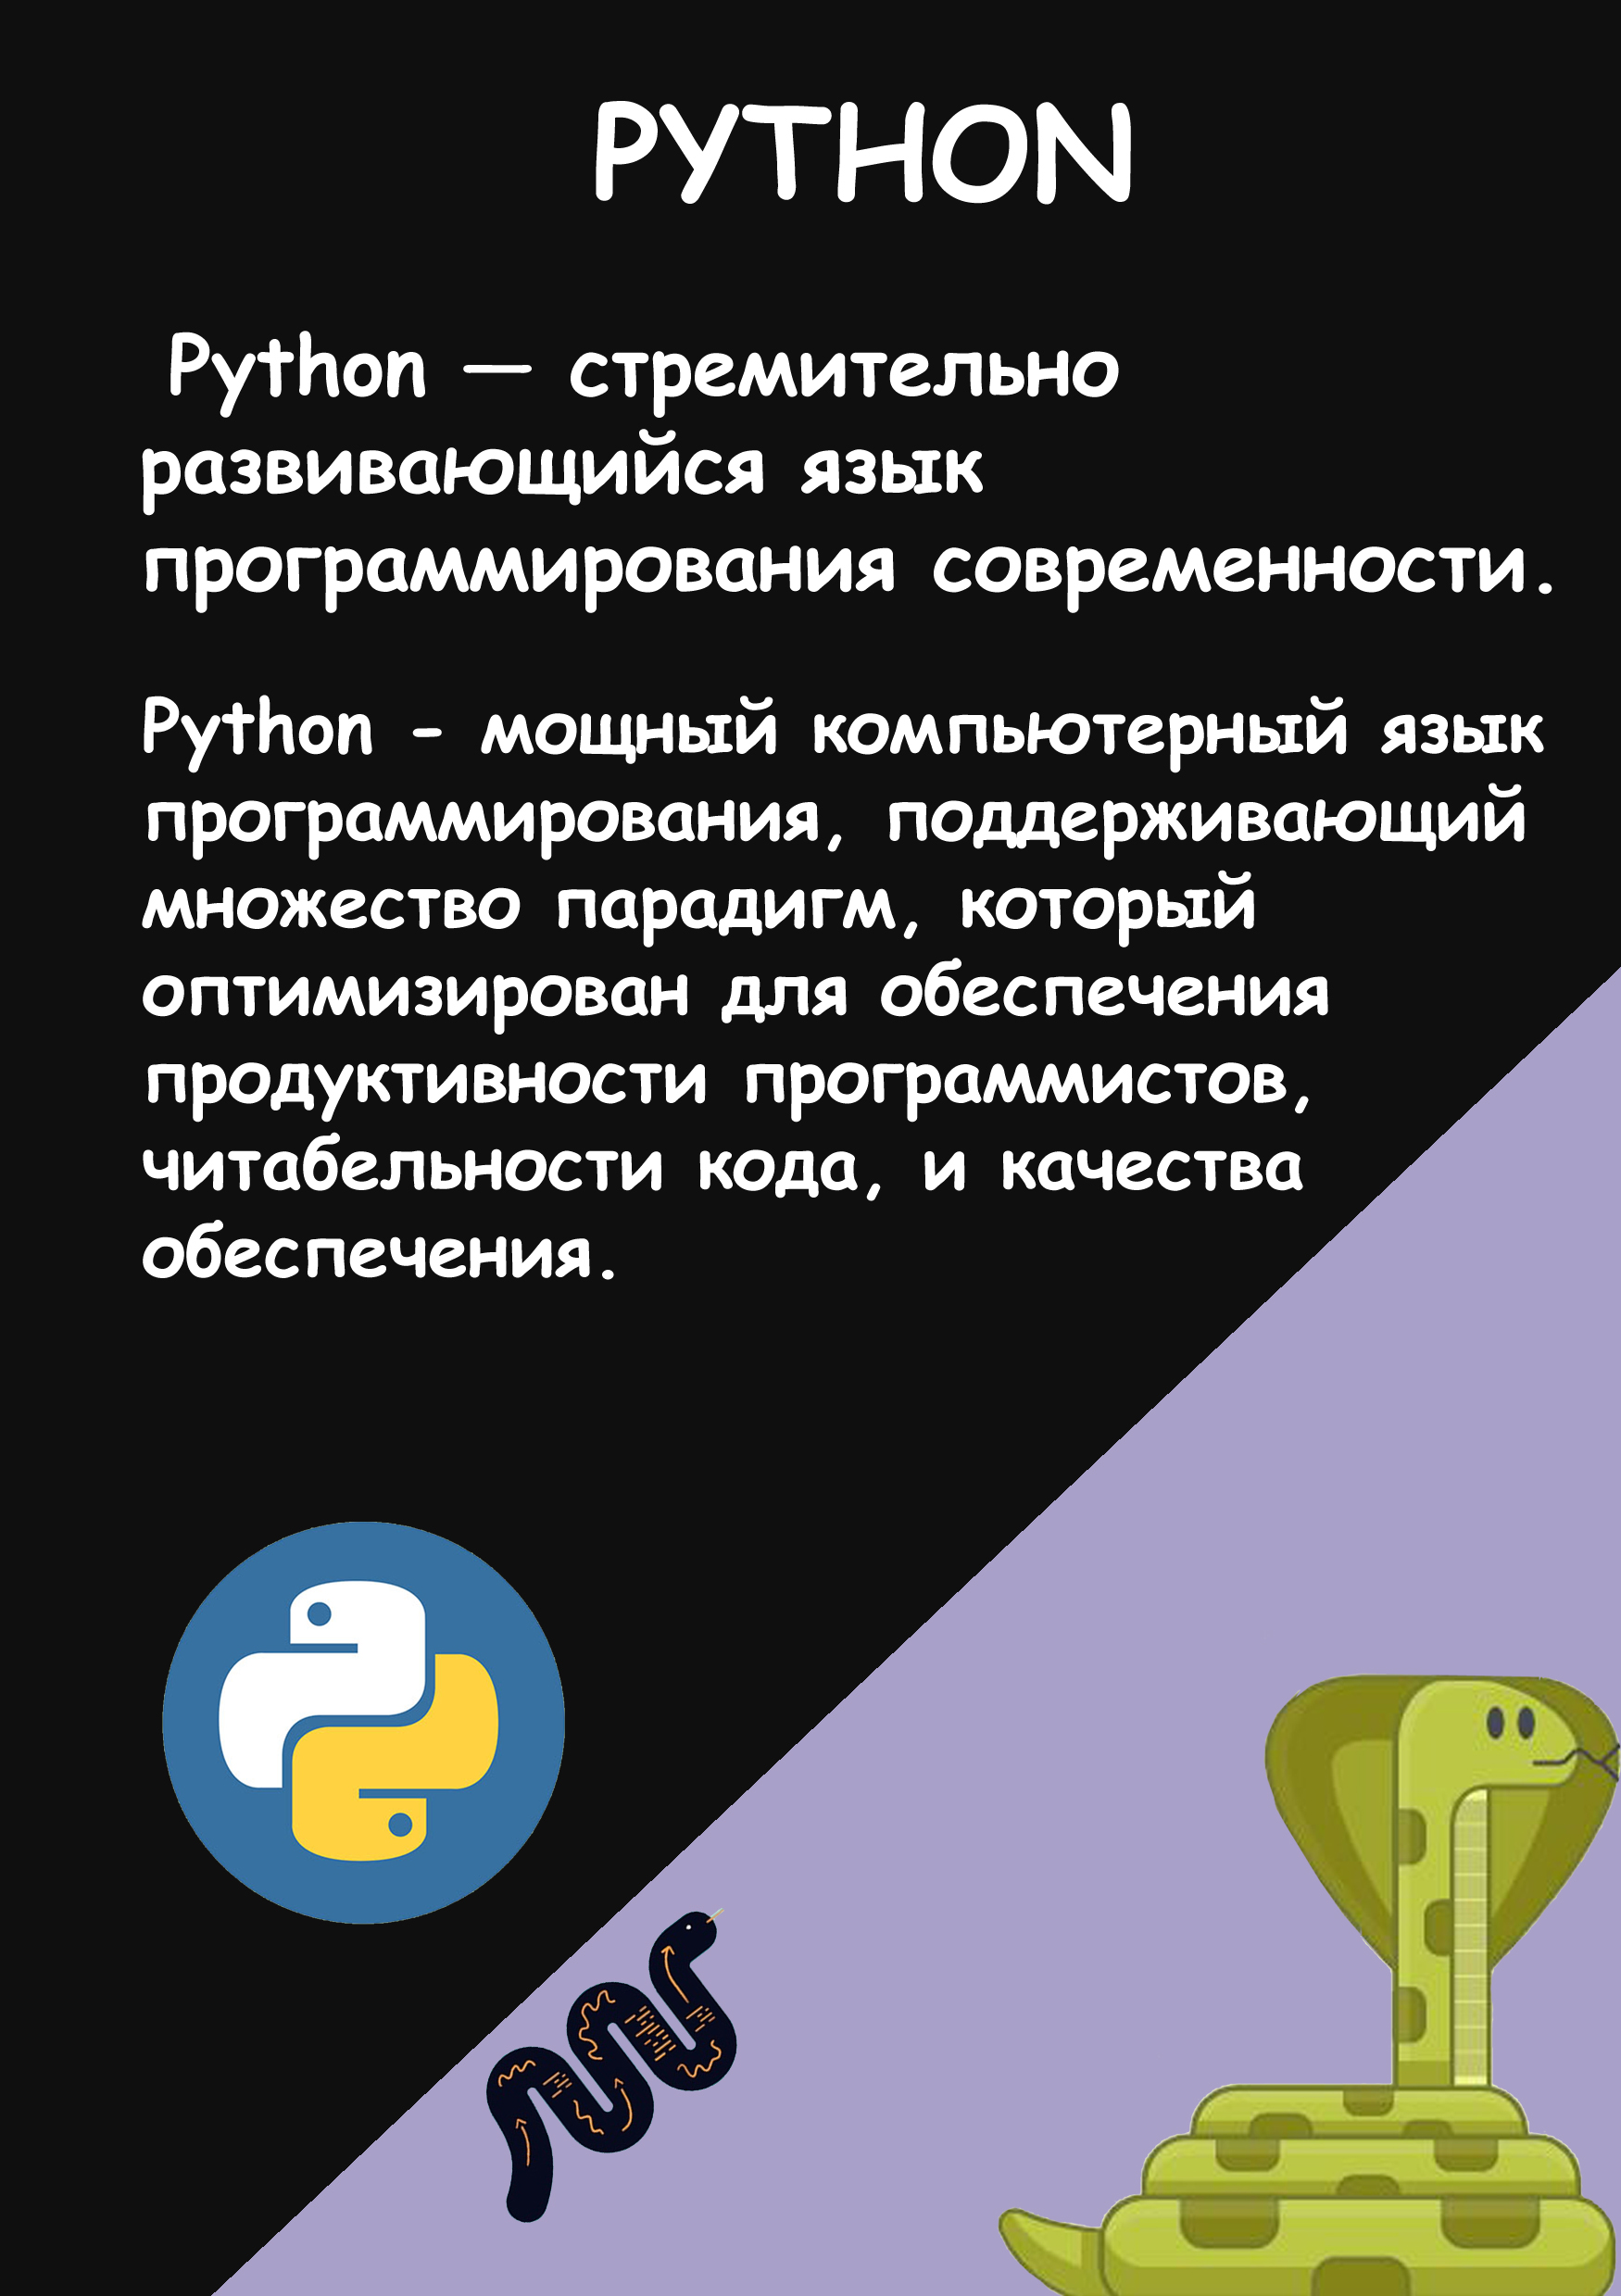 PYTHON
Python — стремительно
развивающийся язык
программирования современности.
Python - мощный компьютерный язык
программирования, поддерживающий
множество парадигм, который
оптимизирован для обеспечения
продуктивности программистов,
читабельности кода, и качества
обеспечения.